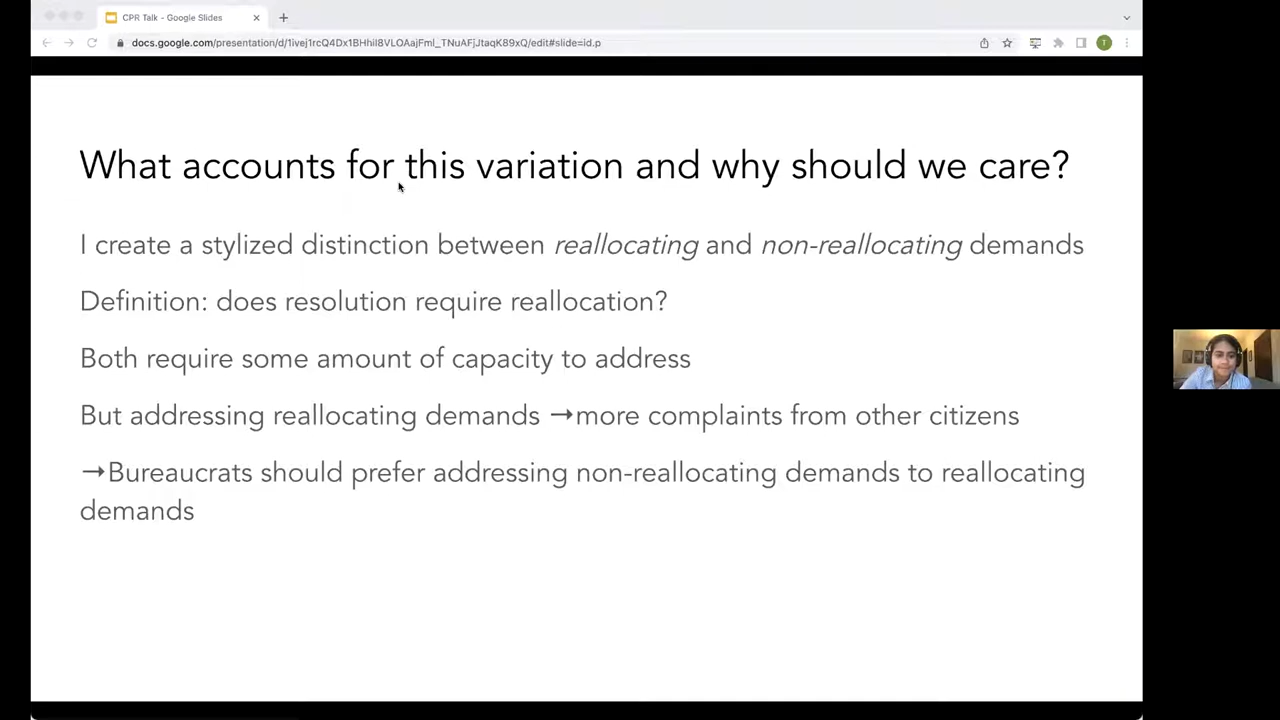 CPR Talk - Google Slides
docs.google.com/presentation/d/1ivej1rcQ4Dx1BHhil8VLOAajFml_TNuAFjJtaqK89xQ/edit#slide=id.p
T
What accounts for this variation and why should we care?
I create a stylized distinction between reallocating and non-reallocating demands
Definition: does resolution require reallocation?
Both require some amount of capacity to address
But addressing reallocating demands →more complaints from other citizens
→Bureaucrats should prefer addressing non-reallocating demands to reallocating
demands